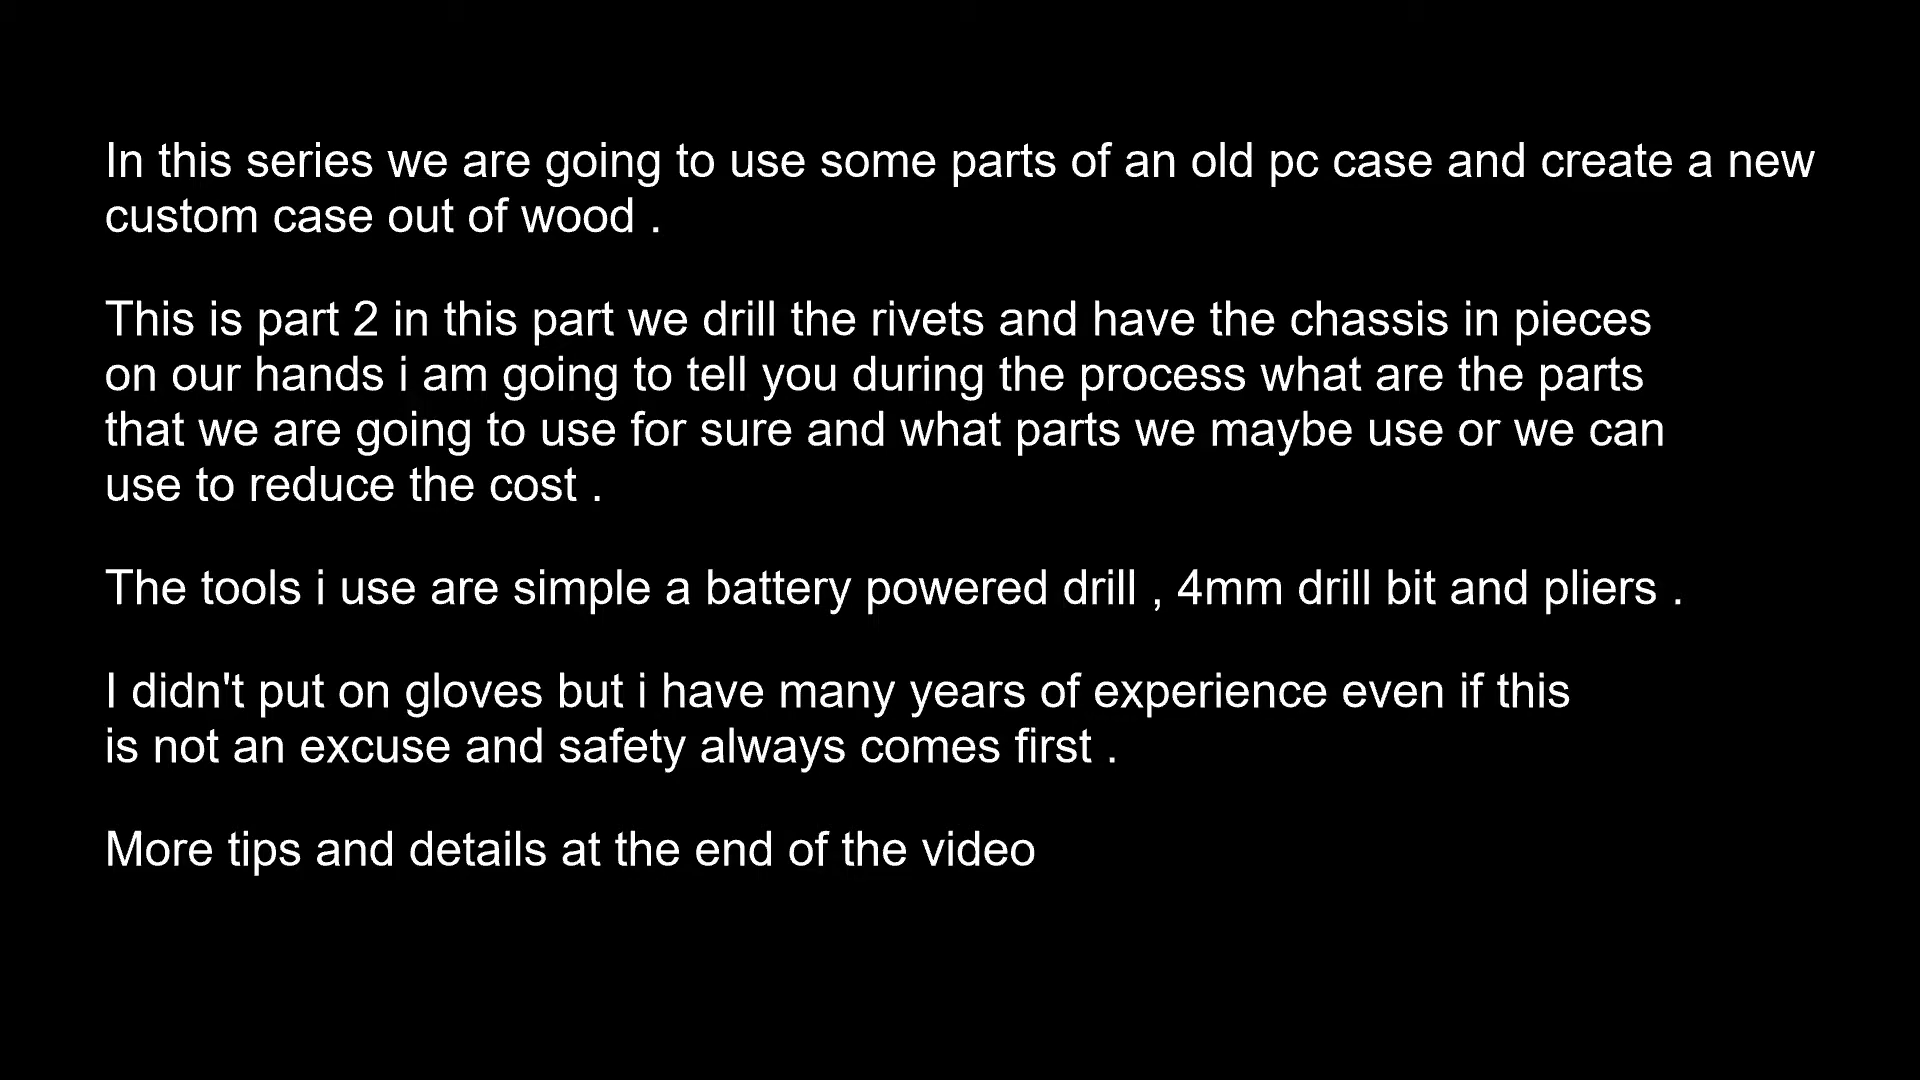 In this series we are going to use some parts of an old pc case and create a new
custom case out of wood .
This is part 2 in this part we drill the rivets and have the chassis in pieces
on our hands i am going to tell you during the process what are the parts
that we are going to use for sure and what parts we maybe use or we can
use to reduce the cost .
The tools i use are simple a battery powered drill , 4mm drill bit and pliers .
I didn't put on gloves but i have many years of experience even if this
is not an excuse and safety always comes first .
More tips and details at the end of the video